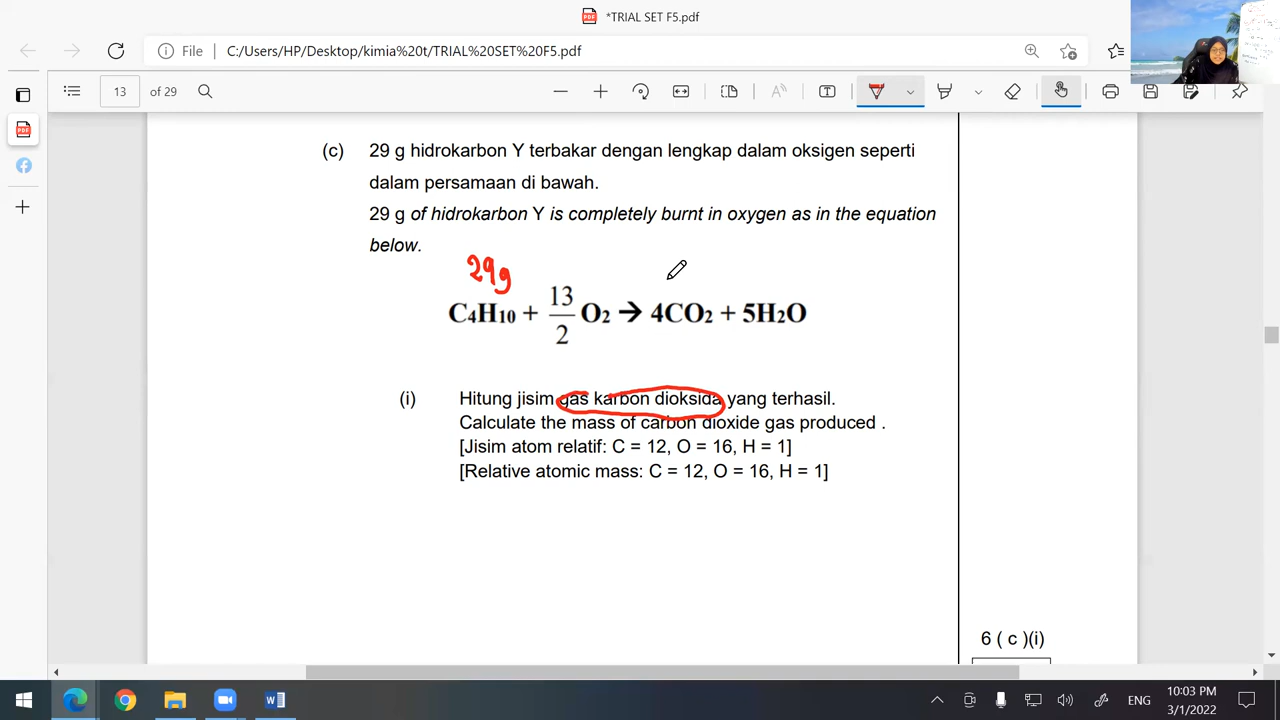 *TRIAL SET F5.pdf
File C:/Users/HP/Desktop/kimia%20t/TRIAL%20SET%20F5.pdf
13 of 29
(c) 29 g hidrokarbon Y terbakar dengan lengkap dalam oksigen seperti
dalam persamaan di bawah.
29 g of hidrokarbon Y is completely burnt in oxygen as in the equation
below.
29g
C4H10 + 13/2 O2 → 4CO2 + 5H2O
(i) Hitung jisim gas karbon dioksida yang terhasil.
Calculate the mass of carbon dioxide gas produced .
[Jisim atom relatif: C = 12, O = 16, H = 1]
[Relative atomic mass: C = 12, O = 16, H = 1]
6 ( c )(i)
ENG
10:03 PM
3/1/2022